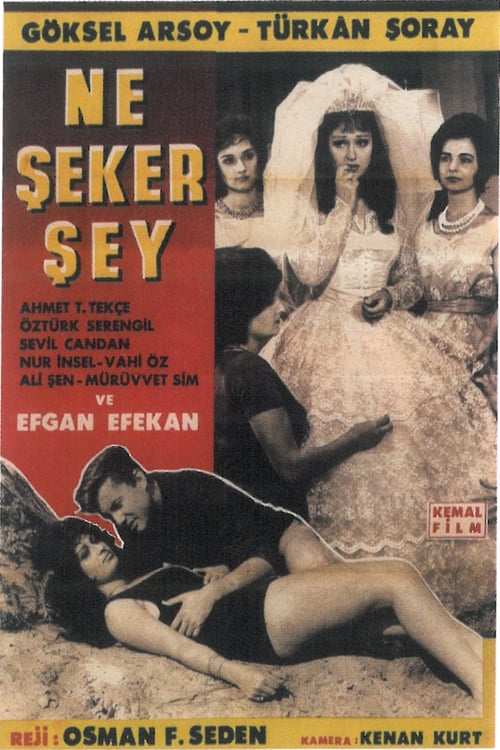 GÖKSEL ARSOY - TÜRKÂN ŞORAY
NE
ŞEKER
ŞEY
AHMET T. TEKÇE
ÖZTÜRK SERENGİL
SEVİL CANDAN
NUR İNSEL-VAHİ ÖZ
ALİ ŞEN-MÜRÜVVET SİM
VE
EFGAN EFEKAN
KEMAL
FİLM
REJİ: OSMAN F. SEDEN
KAMERA: KENAN KURT